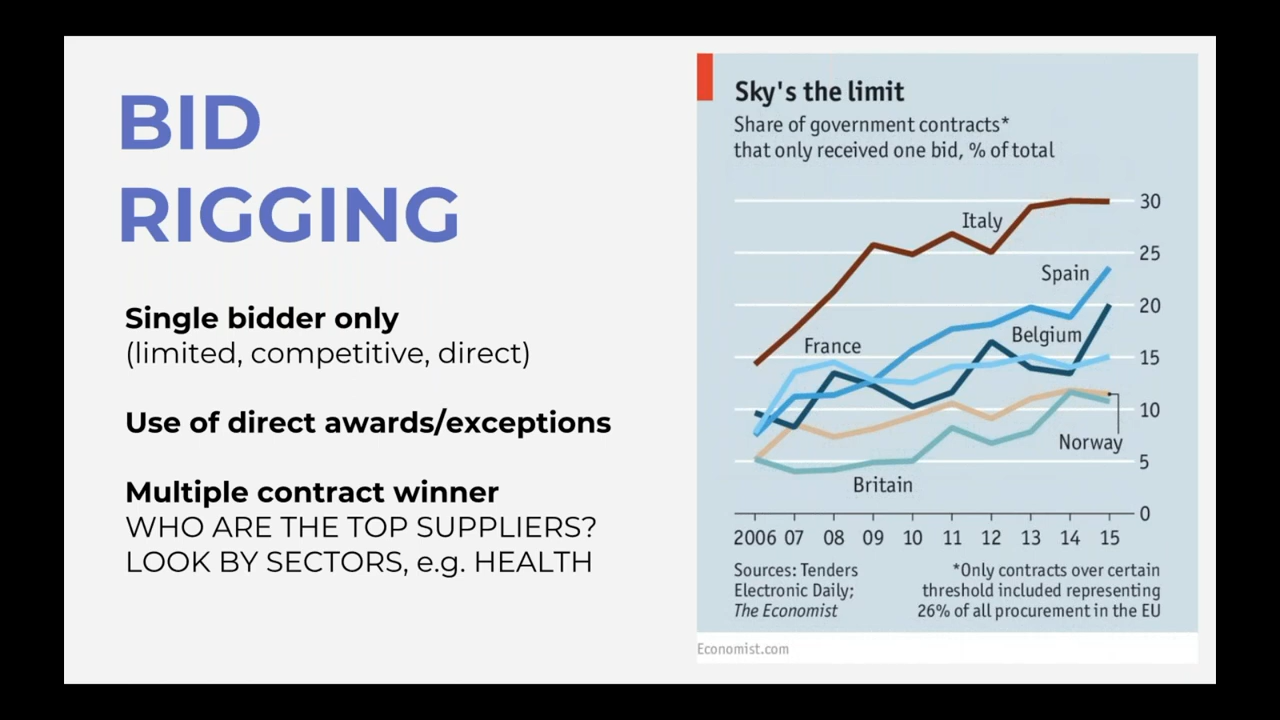 BID
RIGGING
Single bidder only
(limited, competitive, direct)
Use of direct awards/exceptions
Multiple contract winner
WHO ARE THE TOP SUPPLIERS?
LOOK BY SECTORS, e.g. HEALTH
Sky's the limit
Share of government contracts*
that only received one bid, % of total
30
Italy
25
Spain
20
Belgium
France
15
10
Norway
5
Britain
0
2006 07 08 09 10 11 12 13 14 15
Sources: Tenders
Electronic Daily;
The Economist
*Only contracts over certain
threshold included representing
26% of all procurement in the EU
Economist.com